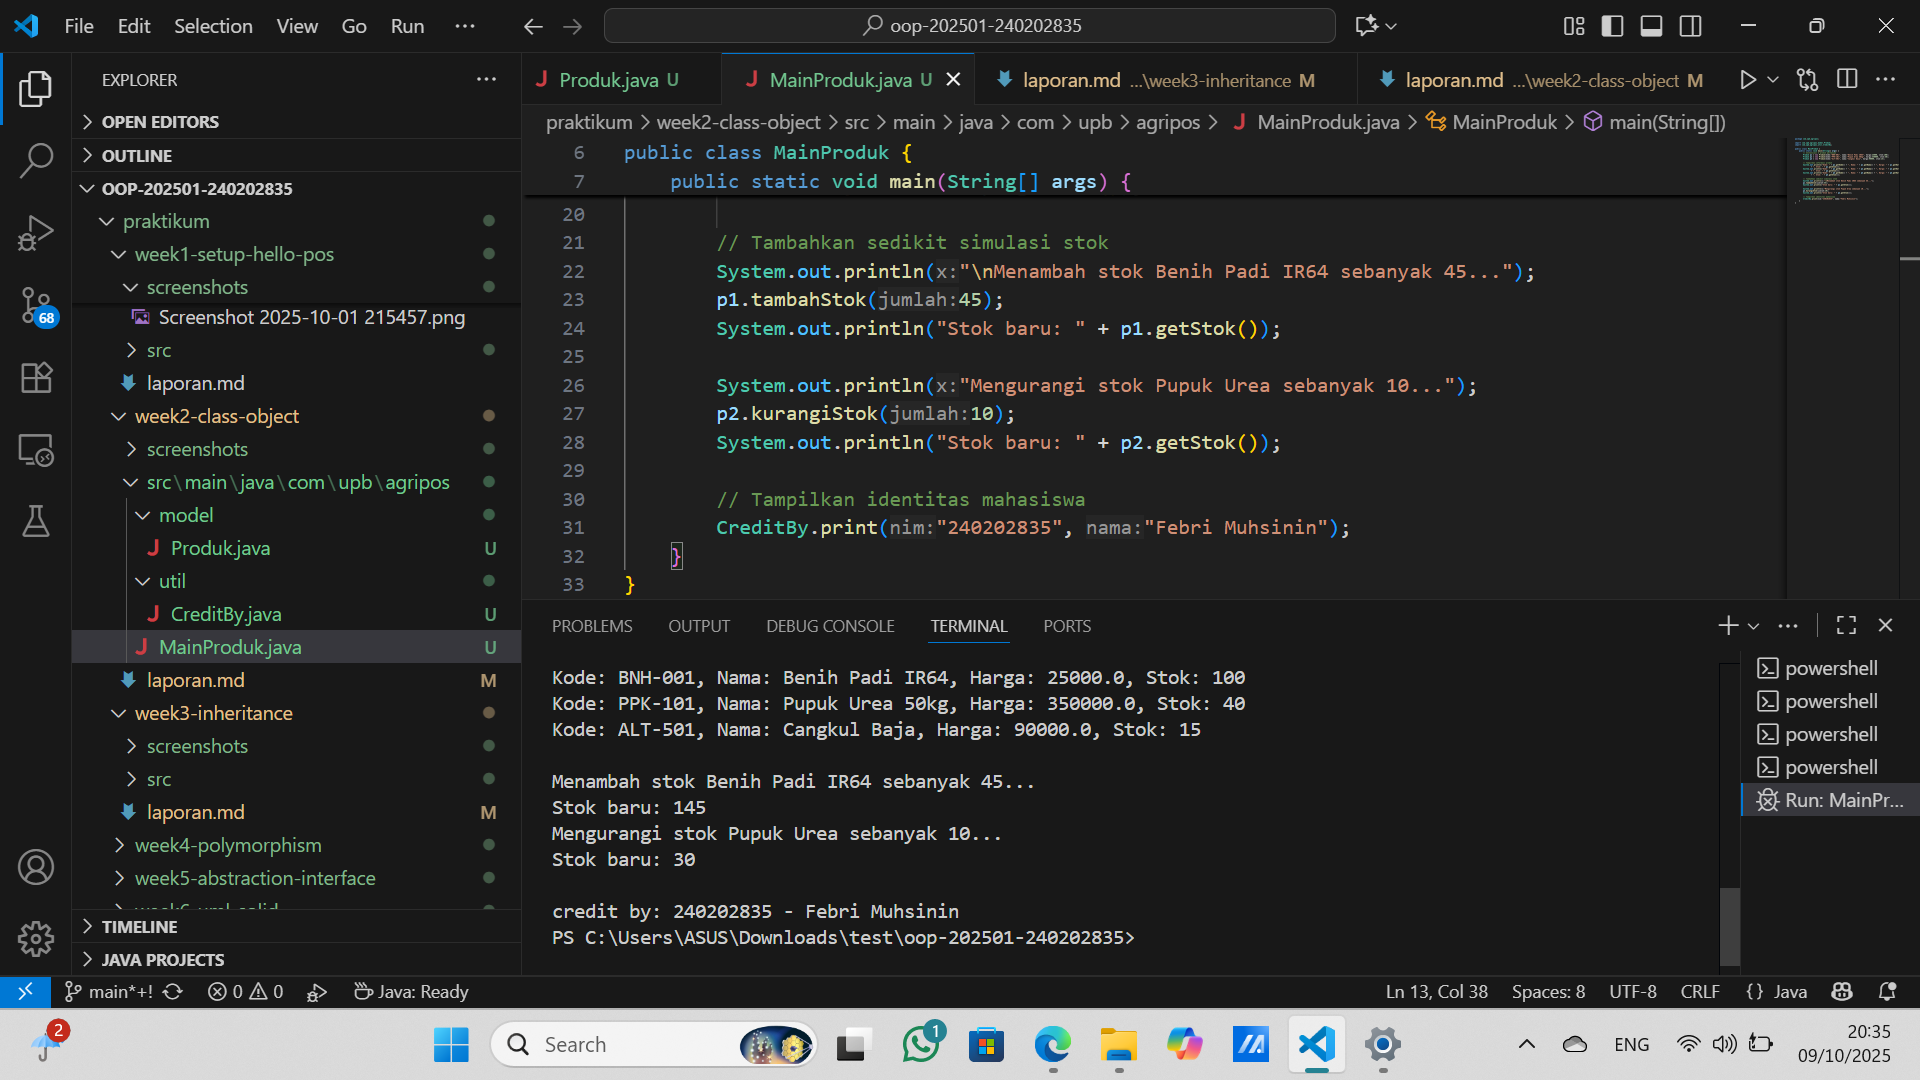 File Edit Selection View Go Run ... oop-202501-240202835
EXPLORER
OPEN EDITORS
OUTLINE
OOP-202501-240202835
praktikum
week1-setup-hello-pos
screenshots
Screenshot 2025-10-01 215457.png
src
laporan.md
week2-class-object
screenshots
src\main\java\com\upb\agripos
model
Produk.java U
util
CreditBy.java U
MainProduk.java U
laporan.md M
week3-inheritance
screenshots
src
laporan.md M
week4-polymorphism
week5-abstraction-interface
TIMELINE
JAVA PROJECTS
68
Produk.java U MainProduk.java U laporan.md ...\week3-inheritance M laporan.md ...\week2-class-object M
praktikum > week2-class-object > src > main > java > com > upb > agripos > MainProduk.java > MainProduk > main(String[])
6 public class MainProduk {
7 public static void main(String[] args) {
20
21 // Tambahkan sedikit simulasi stok
22 System.out.println(x:"\nMenambah stok Benih Padi IR64 sebanyak 45...");
23 p1.tambahStok(jumlah:45);
24 System.out.println("Stok baru: " + p1.getStok());
25
26 System.out.println(x:"Mengurangi stok Pupuk Urea sebanyak 10...");
27 p2.kurangiStok(jumlah:10);
28 System.out.println("Stok baru: " + p2.getStok());
29
30 // Tampilkan identitas mahasiswa
31 CreditBy.print(nim:"240202835", nama:"Febri Muhsinin");
32 }
33 }
PROBLEMS OUTPUT DEBUG CONSOLE TERMINAL PORTS
Kode: BNH-001, Nama: Benih Padi IR64, Harga: 25000.0, Stok: 100
Kode: PPK-101, Nama: Pupuk Urea 50kg, Harga: 350000.0, Stok: 40
Kode: ALT-501, Nama: Cangkul Baja, Harga: 90000.0, Stok: 15
Menambah stok Benih Padi IR64 sebanyak 45...
Stok baru: 145
Mengurangi stok Pupuk Urea sebanyak 10...
Stok baru: 30
credit by: 240202835 - Febri Muhsinin
PS C:\Users\ASUS\Downloads\test\oop-202501-240202835>
powershell
powershell
powershell
powershell
Run: MainPr...
main*+! 0 0 Java: Ready Ln 13, Col 38 Spaces: 8 UTF-8 CRLF {} Java
2 Search 1 ENG 20:35
09/10/2025